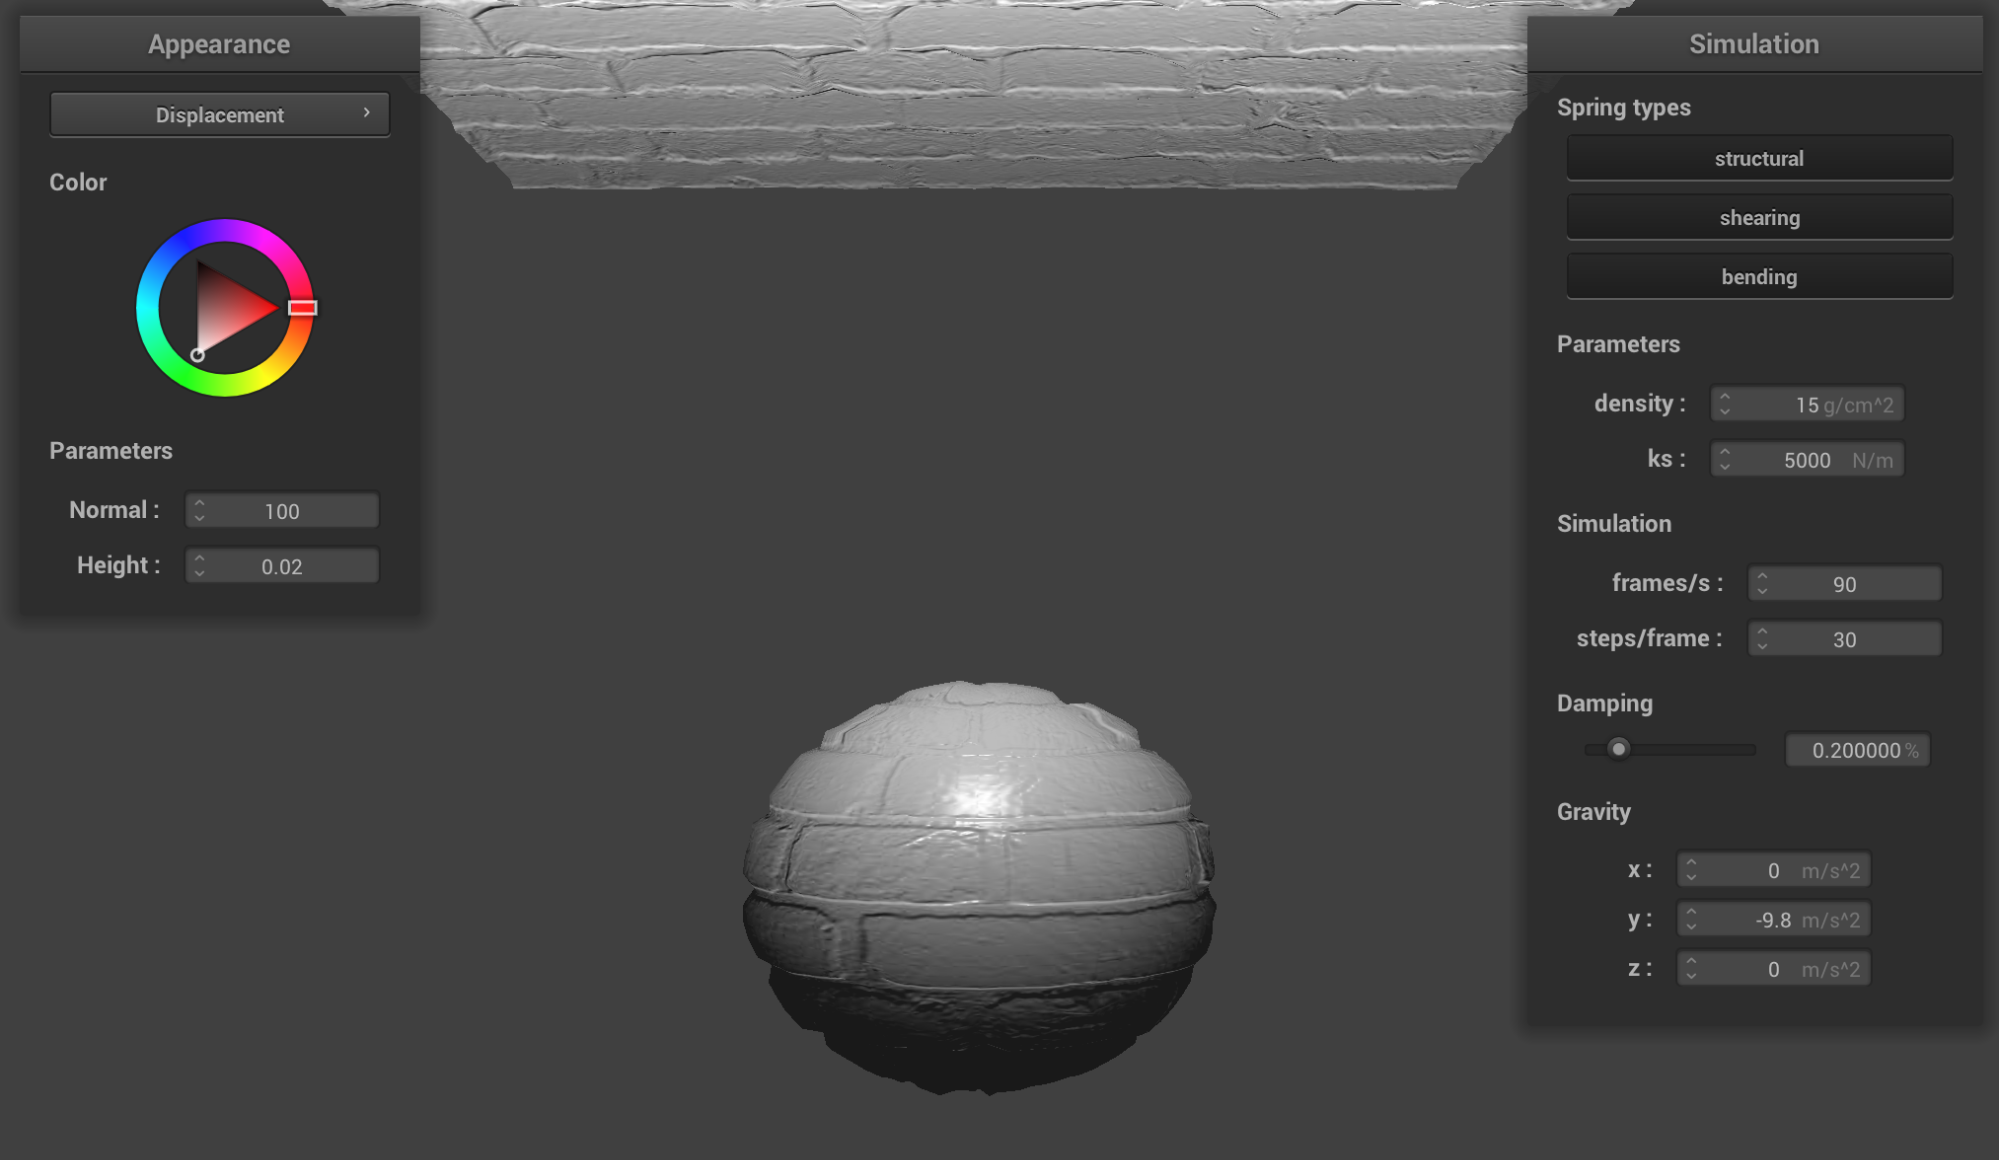 Appearance
Displacement
Color
Parameters
Normal : 100
Height : 0.02
Simulation
Spring types
structural
shearing
bending
Parameters
density : 15 g/cm^2
ks : 5000 N/m
Simulation
frames/s : 90
steps/frame : 30
Damping
0.200000 %
Gravity
x : 0 m/s^2
y : -9.8 m/s^2
z : 0 m/s^2